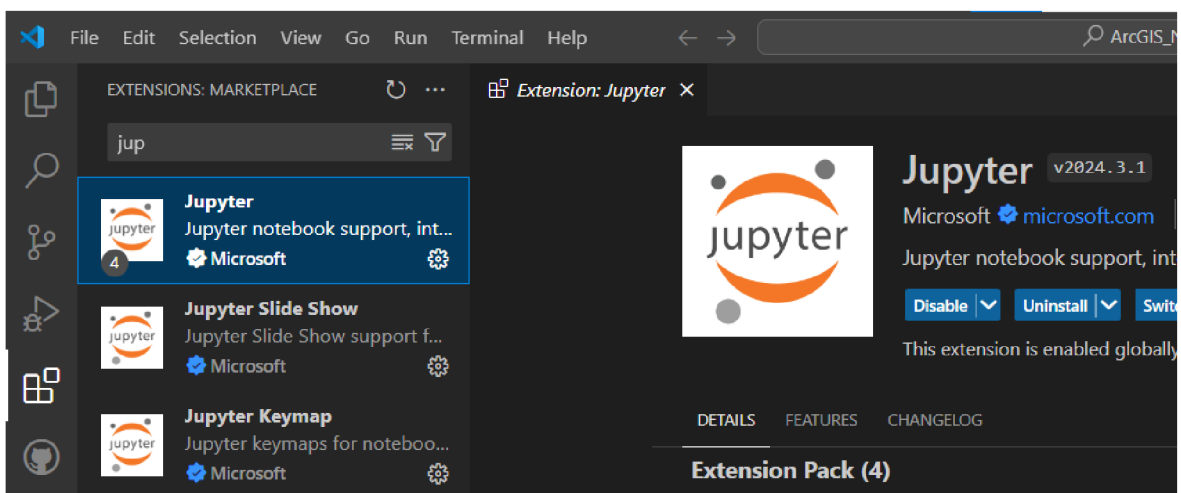 File Edit Selection View Go Run Terminal Help
ArcGIS_N
EXTENSIONS: MARKETPLACE
jup
Jupyter
Jupyter notebook support, int...
Microsoft
jupyter
4
Jupyter Slide Show
Jupyter Slide Show support f...
Microsoft
jupyter
Jupyter Keymap
Jupyter keymaps for noteboo...
Microsoft
jupyter
Extension: Jupyter
jupyter
Jupyter v2024.3.1
Microsoft microsoft.com
Jupyter notebook support, int
Disable Uninstall Switc
This extension is enabled globally
DETAILS FEATURES CHANGELOG
Extension Pack (4)